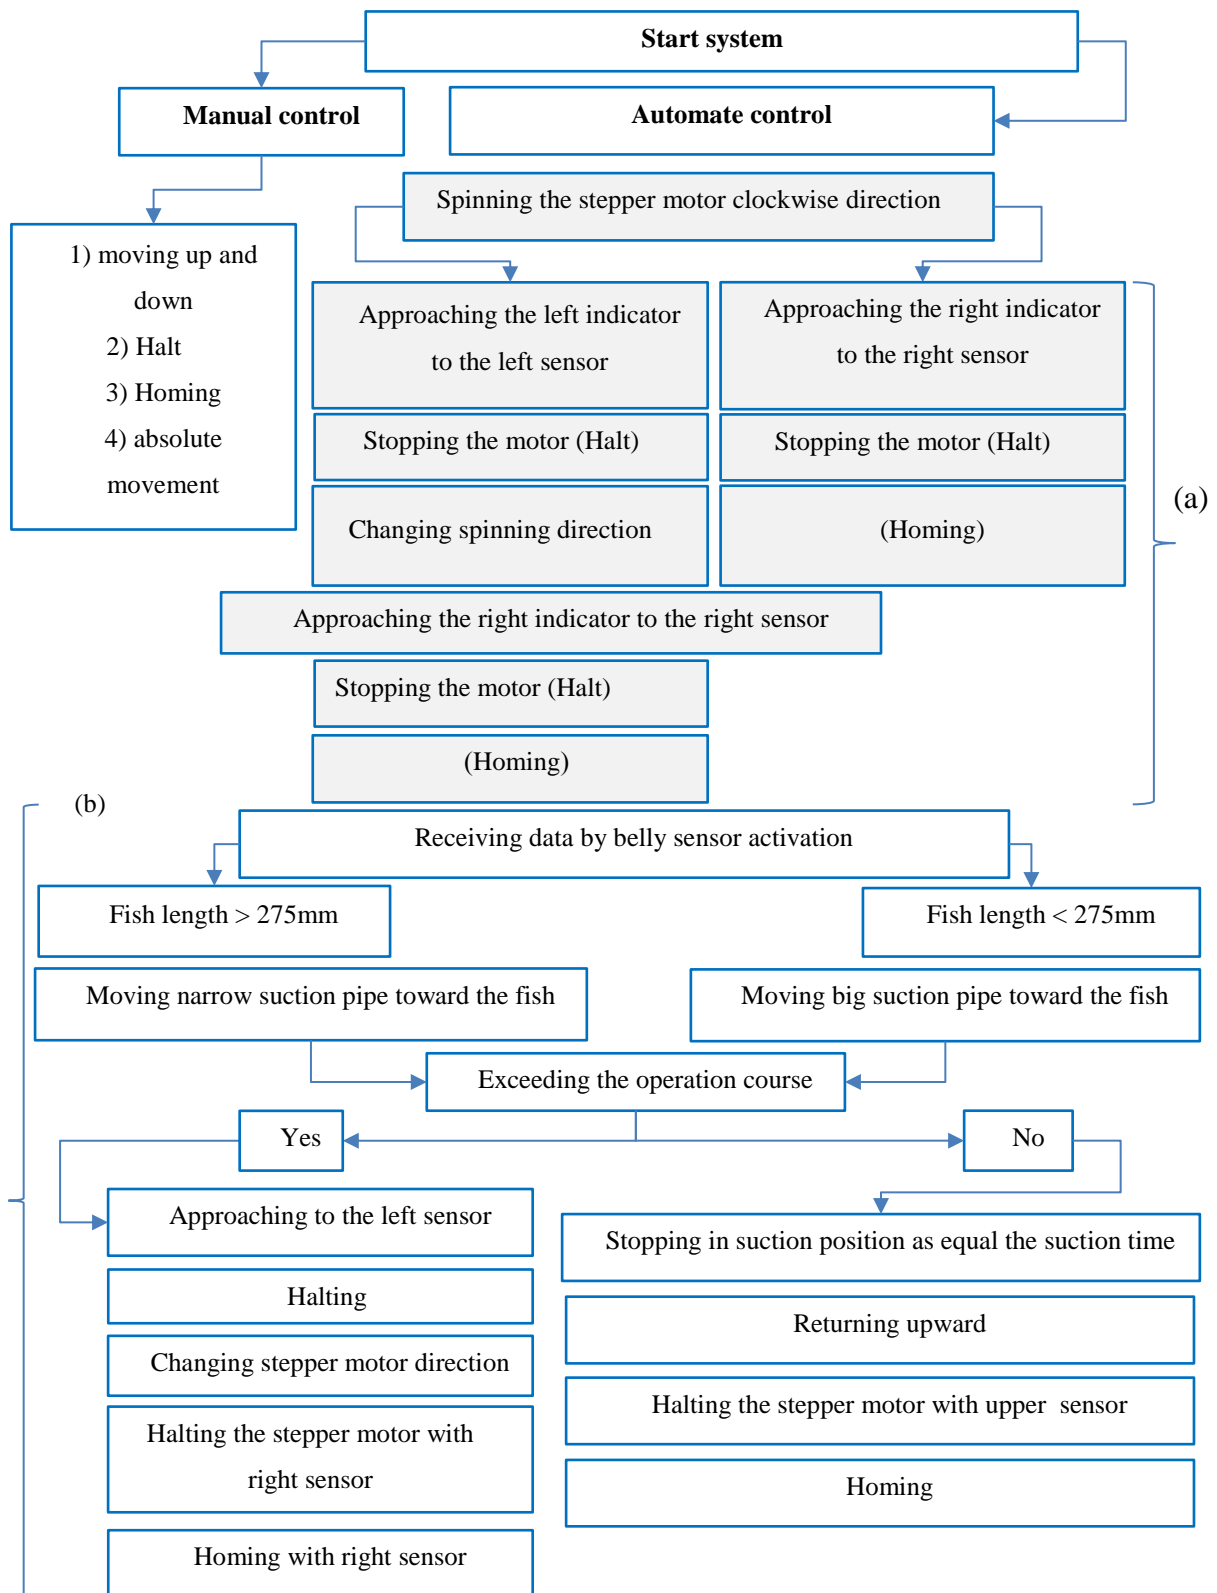 Start system
Manual control
Automate control
Spinning the stepper motor clockwise direction
1) moving up and
down
2) Halt
3) Homing
4) absolute
movement
Approaching the left indicator
to the left sensor
Approaching the right indicator
to the right sensor
Stopping the motor (Halt)
Stopping the motor (Halt)
Changing spinning direction
(Homing)
(a)
Approaching the right indicator to the right sensor
Stopping the motor (Halt)
(Homing)
(b)
Receiving data by belly sensor activation
Fish length > 275mm
Fish length < 275mm
Moving narrow suction pipe toward the fish
Moving big suction pipe toward the fish
Exceeding the operation course
Yes
No
Approaching to the left sensor
Halting
Changing stepper motor direction
Halting the stepper motor with
right sensor
Homing with right sensor
Stopping in suction position as equal the suction time
Returning upward
Halting the stepper motor with upper sensor
Homing